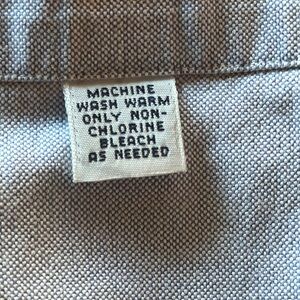 MACHINE
WASH WARM
ONLY NON-
CHLORINE
BLEACH
AS NEEDED